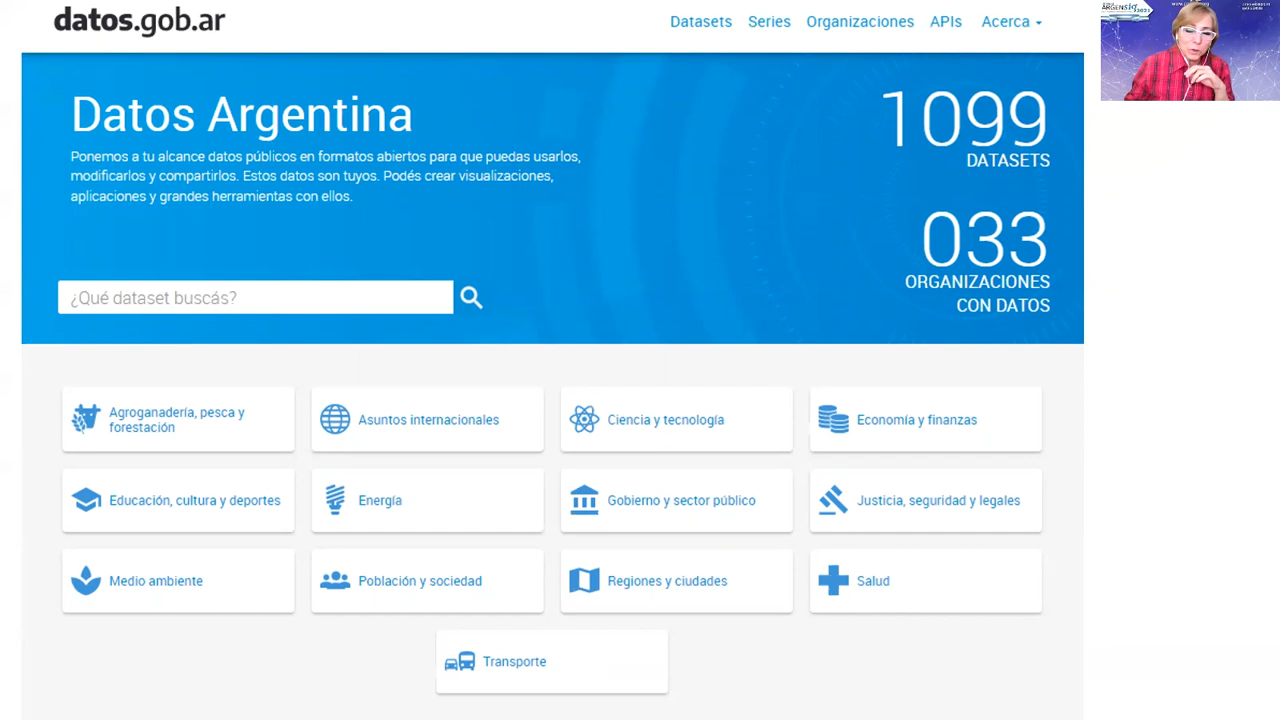 datos.gob.ar
Datasets Series Organizaciones APIs Acerca
Datos Argentina
Ponemos a tu alcance datos públicos en formatos abiertos para que puedas usarlos,
modificarlos y compartirlos. Estos datos son tuyos. Podés crear visualizaciones,
aplicaciones y grandes herramientas con ellos.
¿Qué dataset buscás?
1099
DATASETS
033
ORGANIZACIONES
CON DATOS
Agroganadería, pesca y
forestación
Asuntos internacionales
Ciencia y tecnología
Economía y finanzas
Educación, cultura y deportes
Energía
Gobierno y sector público
Justicia, seguridad y legales
Medio ambiente
Población y sociedad
Regiones y ciudades
Salud
Transporte